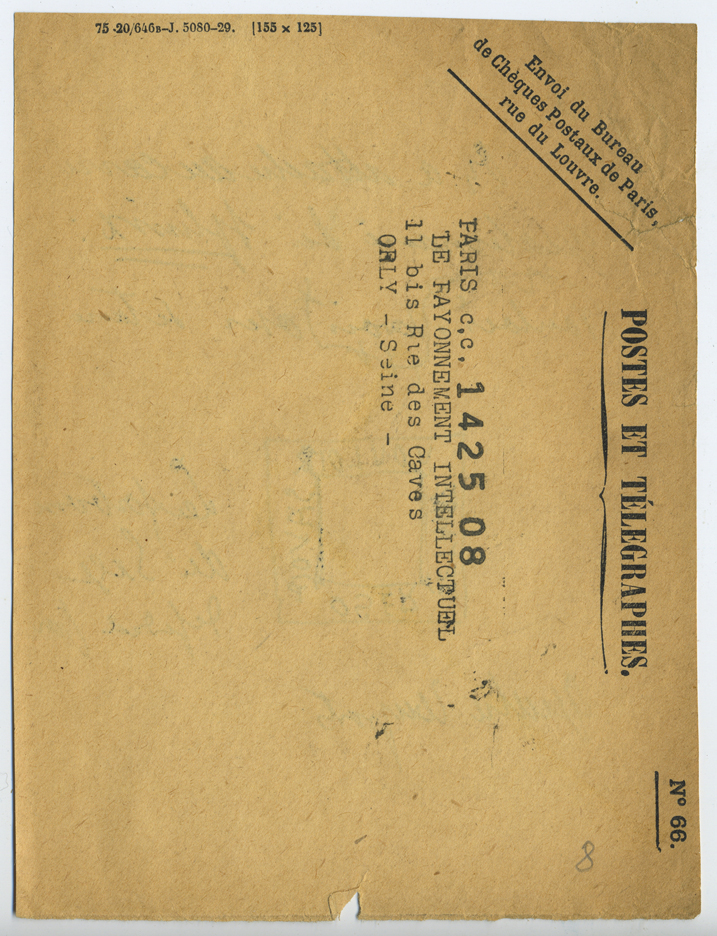 75-20/646B-J. 5080-29. [155 x 125]
Envoi du Bureau
de Chèques Postaux de Paris,
rue du Louvre.
POSTES ET TÉLÉGRAPHES.
N° 66.
PARIS c.c. 1425 08
LE RAYONNEMENT INTELLECTUEL
11 bis Rue des Caves
ORLY - Seine -
8